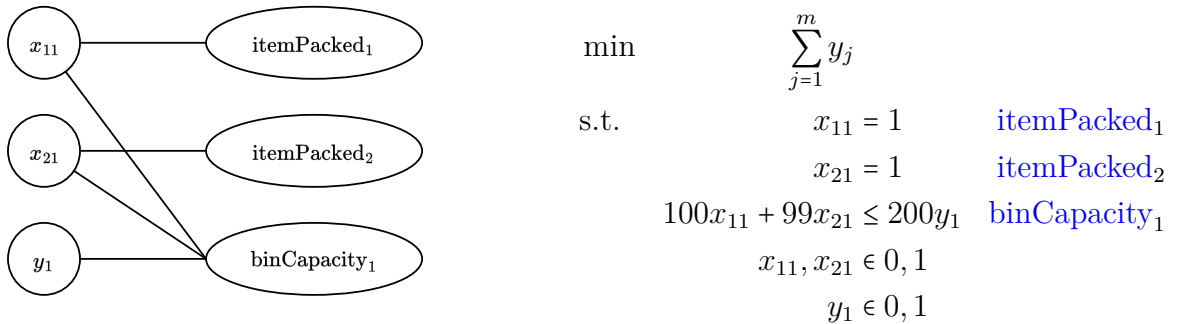 x₁₁ itemPacked₁
x₂₁ itemPacked₂
y₁ binCapacity₁
min ∑_{j=1}^{m} y_j
s.t. x₁₁ = 1 itemPacked₁
x₂₁ = 1 itemPacked₂
100x₁₁ + 99x₂₁ ≤ 200y₁ binCapacity₁
x₁₁, x₂₁ ∈ 0, 1
y₁ ∈ 0, 1